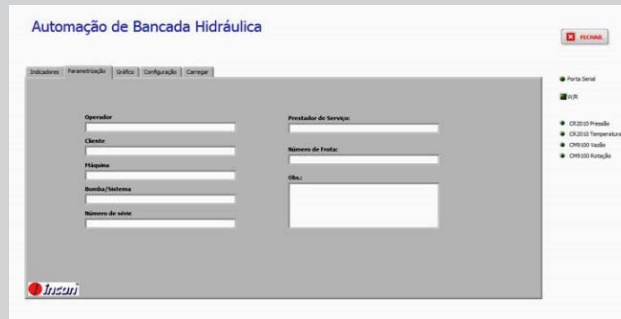 Automação de Bancada Hidráulica
FECHAR
Indicadores Parametrização Gráfico Configuração Carregar
Porta Serial
W/R
CR2010 Pressão
CR2010 Temperatura
CM9100 Vazão
CM9100 Rotação
Operador
Cliente
Máquina
Bomba/Sistema
Número de série
Prestador de Serviço:
Número de Frota:
Obs.:
Incuri